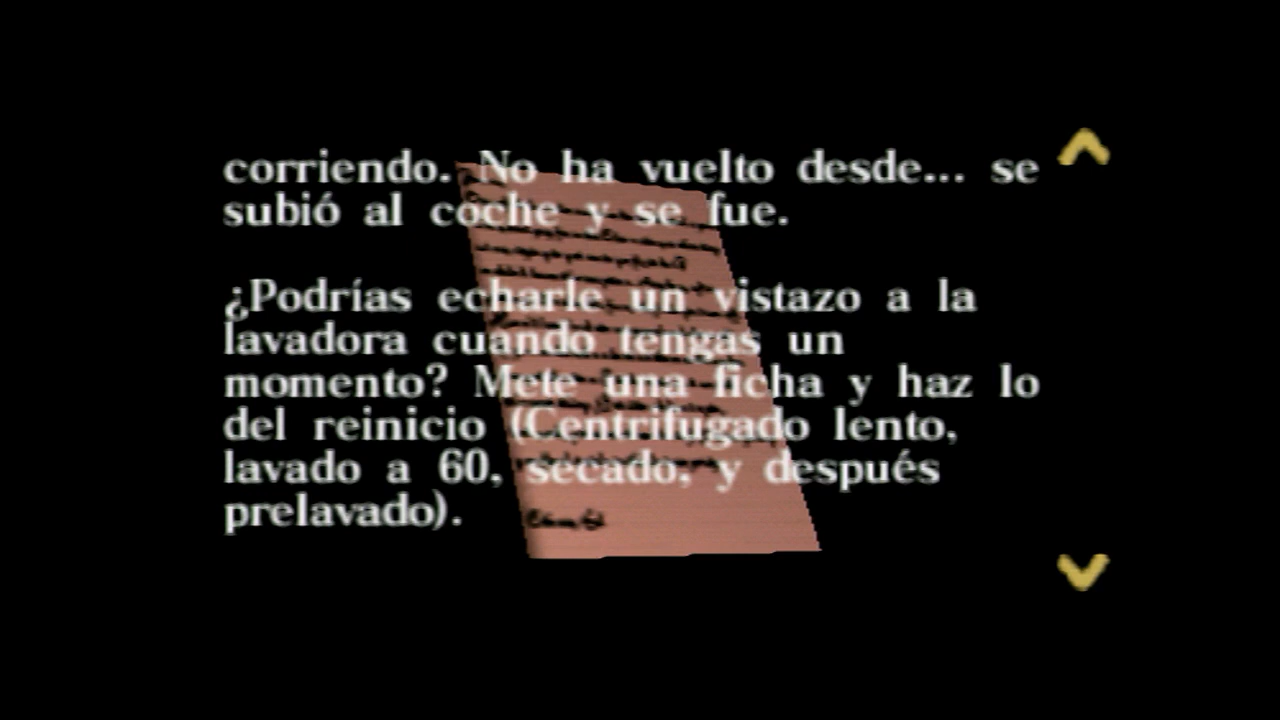 corriendo. No ha vuelto desde... se
subió al coche y se fue.
¿Podrías echarle un vistazo a la
lavadora cuando tengas un
momento? Mete una ficha y haz lo
del reinicio (Centrifugado lento,
lavado a 60, secado, y después
prelavado).